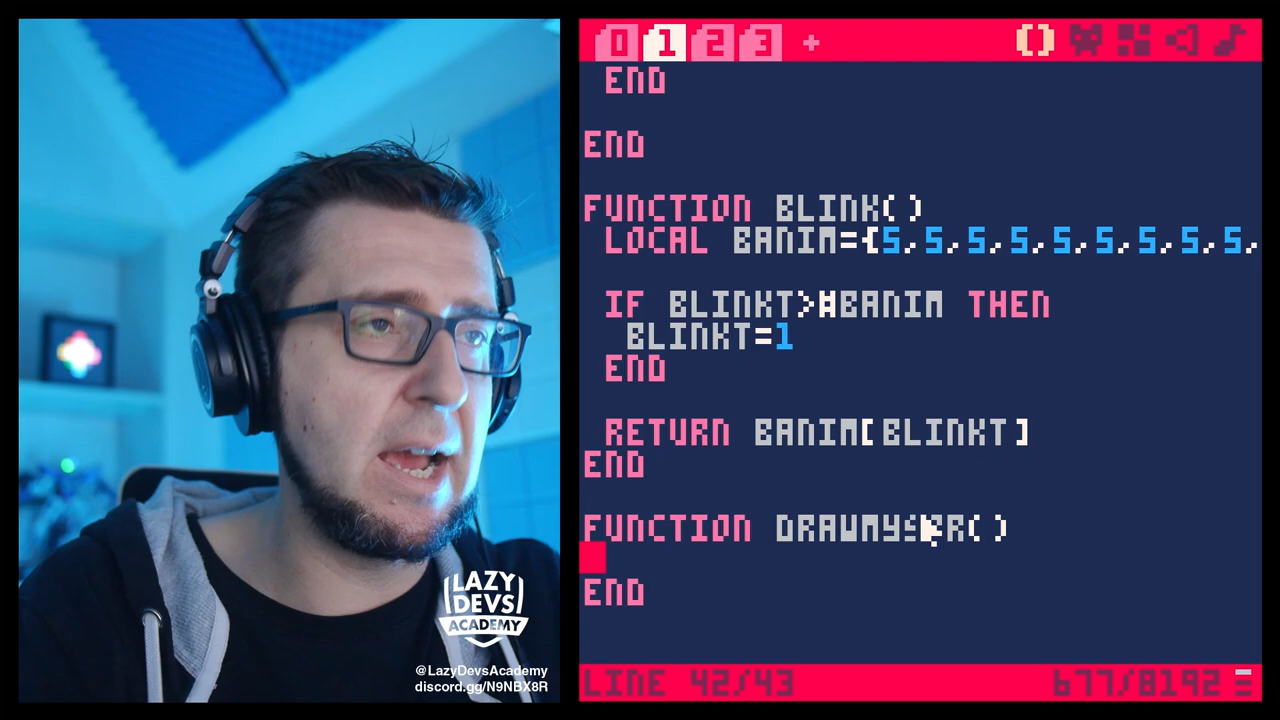 LAZY
DEVS
ACADEMY
@LazyDevsAcademy
discord.gg/N9NBX8R
0 1 2 3 +
END
END
FUNCTION BLINK()
LOCAL BANIM={5,5,5,5,5,5,5,5,5,
IF BLINKT>#BANIM THEN
BLINKT=1
END
RETURN BANIM[BLINKT]
END
FUNCTION
END
LINE 42/43
677/8192